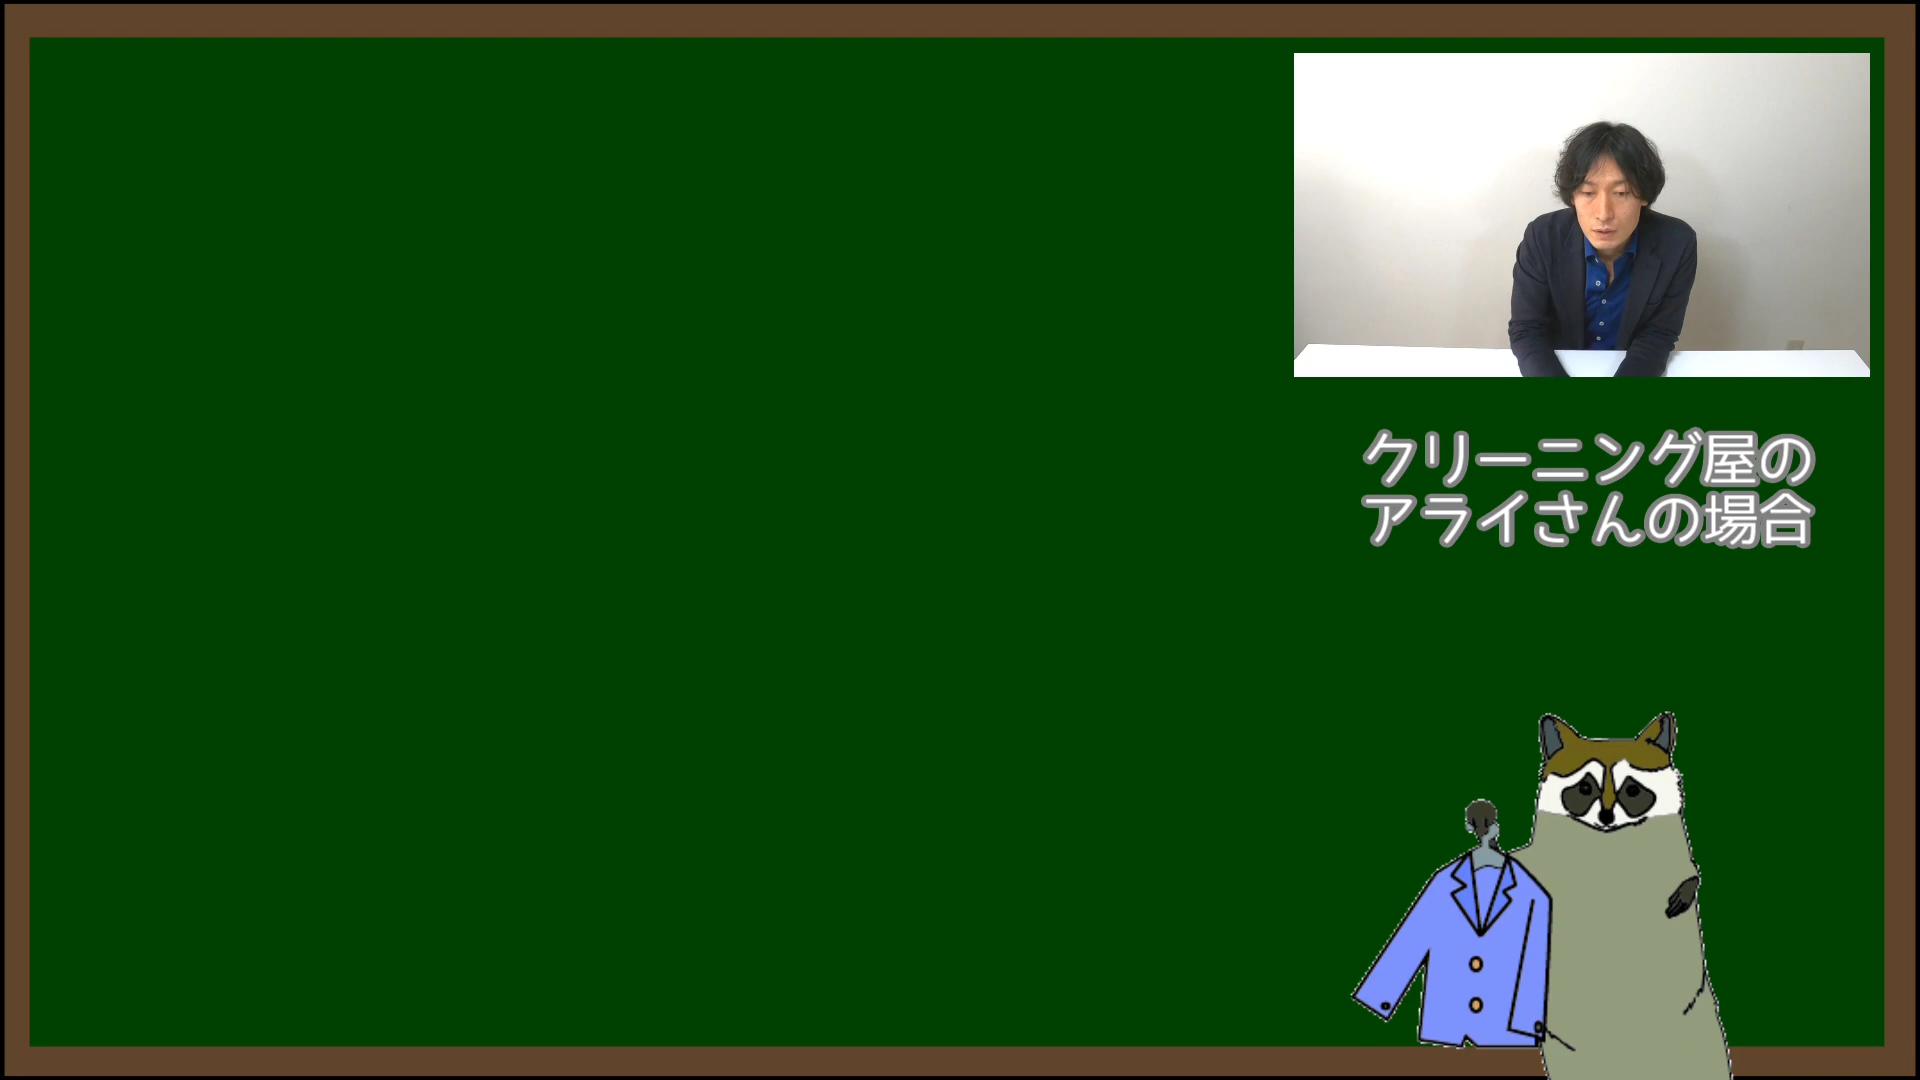 クリーニング屋の
アライさんの場合